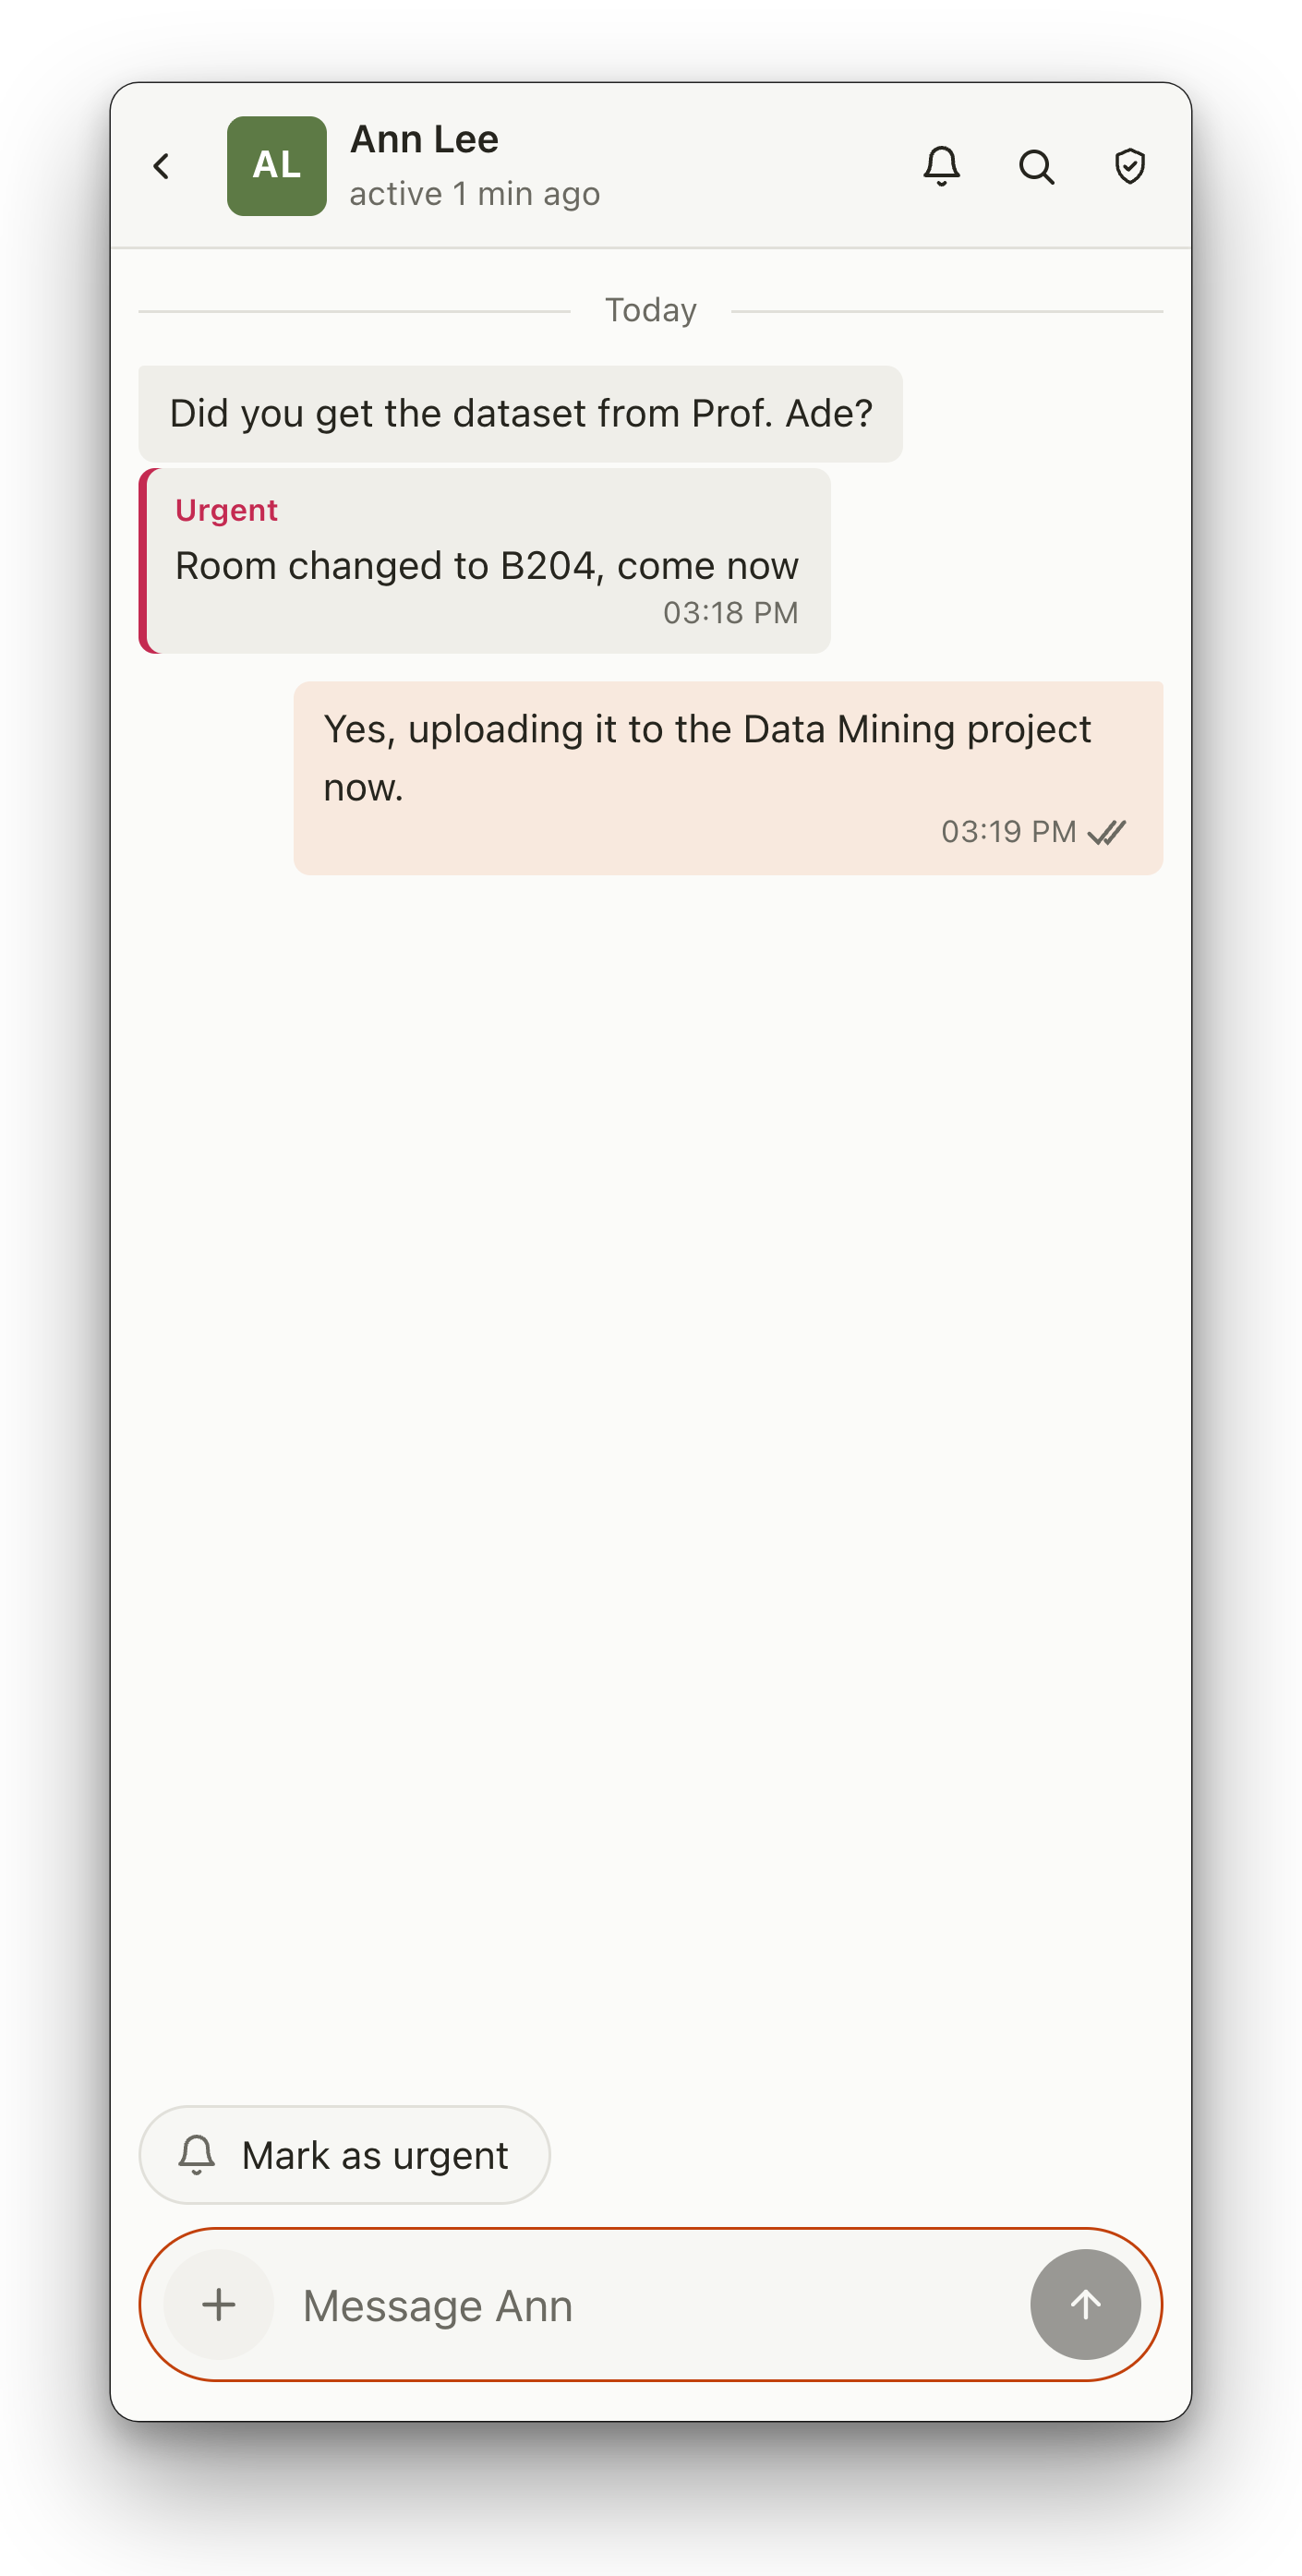 AL
Ann Lee
active 1 min ago
Today
Did you get the dataset from Prof. Ade?
Urgent
Room changed to B204, come now
03:18 PM
Yes, uploading it to the Data Mining project
now.
03:19 PM
Mark as urgent
Message Ann